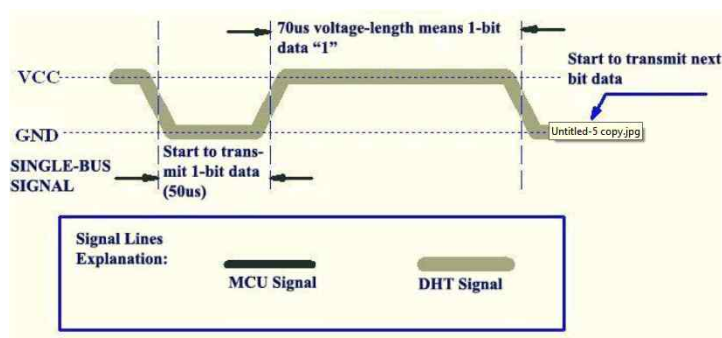 70us voltage-length means 1-bit
data “1”
Start to transmit next
bit data
VCC
GND
Untitled-5 copy.jpg
SINGLE-BUS
SIGNAL
Start to trans-
mit 1-bit data
(50us)
Signal Lines
Explanation:
MCU Signal
DHT Signal